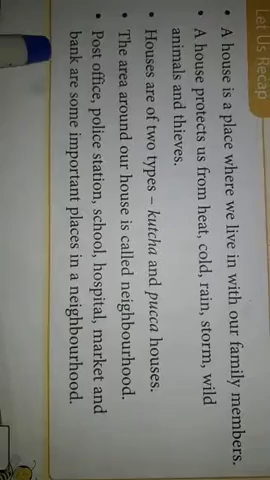 Let Us Recap
• A house is a place where we live in with our family members.
• A house protects us from heat, cold, rain, storm, wild
animals and thieves.
• Houses are of two types – kutcha and pucca houses.
• The area around our house is called neighbourhood.
• Post office, police station, school, hospital, market and
bank are some important places in a neighbourhood.